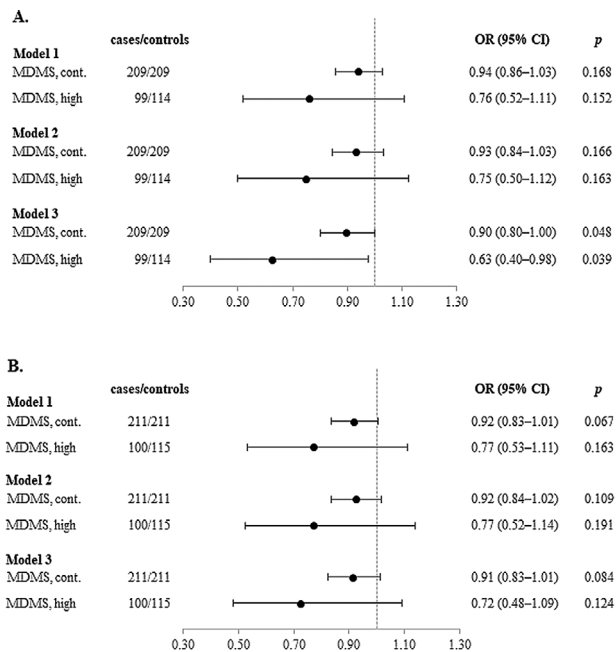 A.
cases/controls OR (95% CI) p
Model 1
MDMS, cont. 209/209 0.94 (0.86–1.03) 0.168
MDMS, high 99/114 0.76 (0.52–1.11) 0.152
Model 2
MDMS, cont. 209/209 0.93 (0.84–1.03) 0.166
MDMS, high 99/114 0.75 (0.50–1.12) 0.163
Model 3
MDMS, cont. 209/209 0.90 (0.80–1.00) 0.048
MDMS, high 99/114 0.63 (0.40–0.98) 0.039
0.30 0.50 0.70 0.90 1.10 1.30
B.
cases/controls OR (95% CI) p
Model 1
MDMS, cont. 211/211 0.92 (0.83–1.01) 0.067
MDMS, high 100/115 0.77 (0.53–1.11) 0.163
Model 2
MDMS, cont. 211/211 0.92 (0.84–1.02) 0.109
MDMS, high 100/115 0.77 (0.52–1.14) 0.191
Model 3
MDMS, cont. 211/211 0.91 (0.83–1.01) 0.084
MDMS, high 100/115 0.72 (0.48–1.09) 0.124
0.30 0.50 0.70 0.90 1.10 1.30